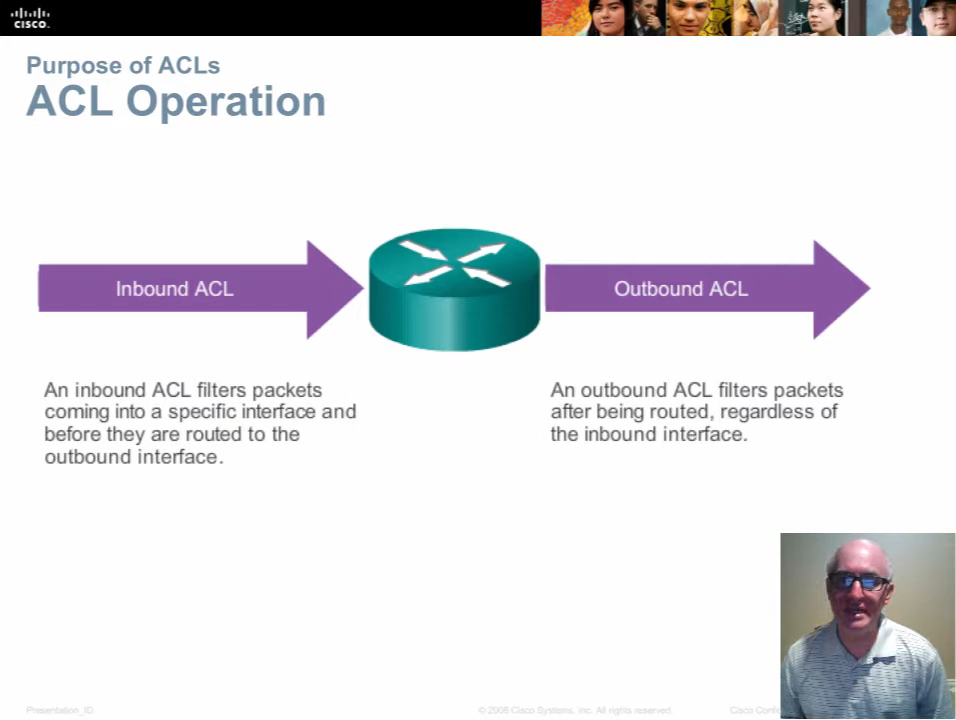 CISCO
Purpose of ACLs
ACL Operation
Inbound ACL
Outbound ACL
An inbound ACL filters packets
coming into a specific interface and
before they are routed to the
outbound interface.
An outbound ACL filters packets
after being routed, regardless of
the inbound interface.
Presentation_ID
© 2008 Cisco Systems, Inc. All rights reserved.
Cisco